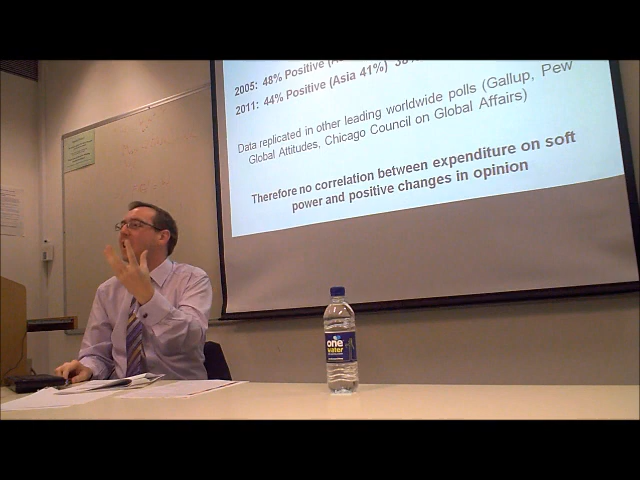 2005: 48% Positive (As
2011: 44% Positive (Asia 41%) 38%
Data replicated in other leading worldwide polls (Gallup, Pew
Global Attitudes, Chicago Council on Global Affairs)
Therefore no correlation between expenditure on soft
power and positive changes in opinion
one
water